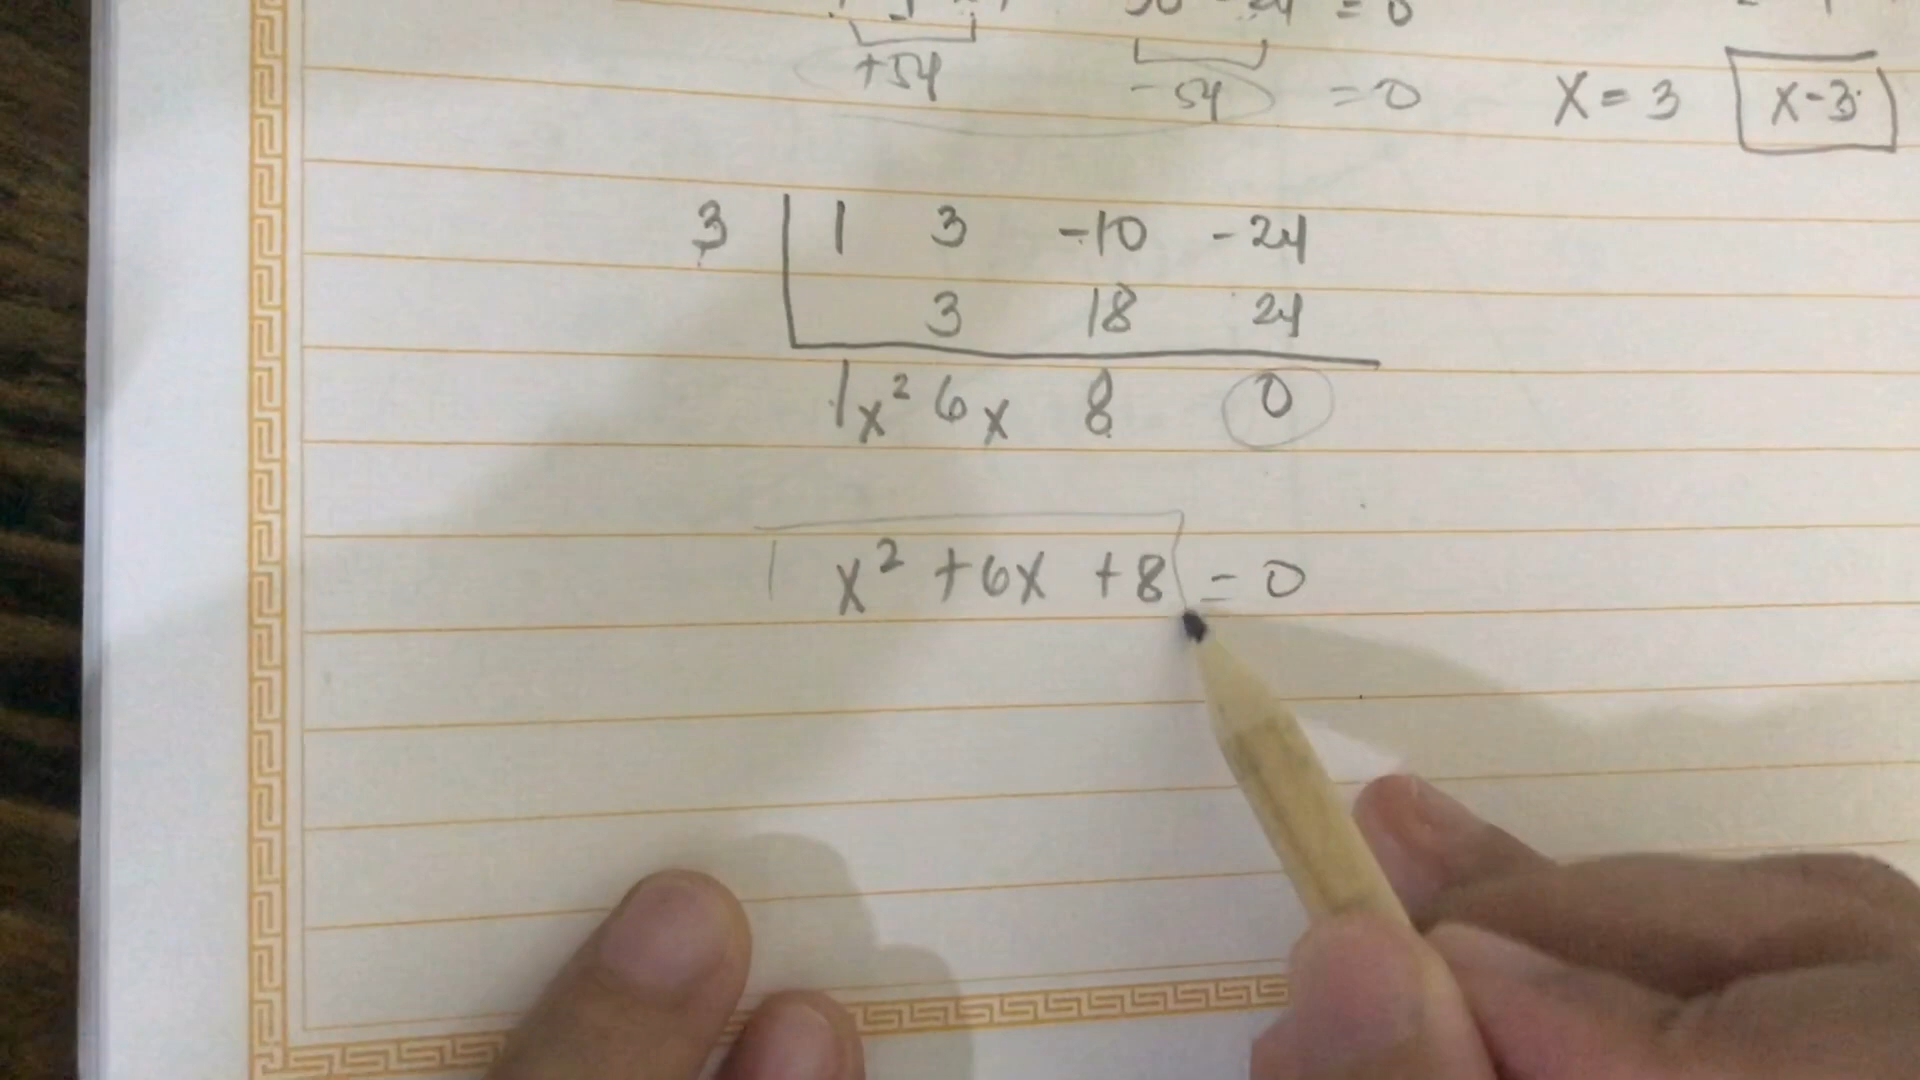 = 0
+54 -54 = 0 X = 3 X-3
3 1 3 -10 -24
3 18 24
1x² 6x 8 0
x² +6x +8 = 0